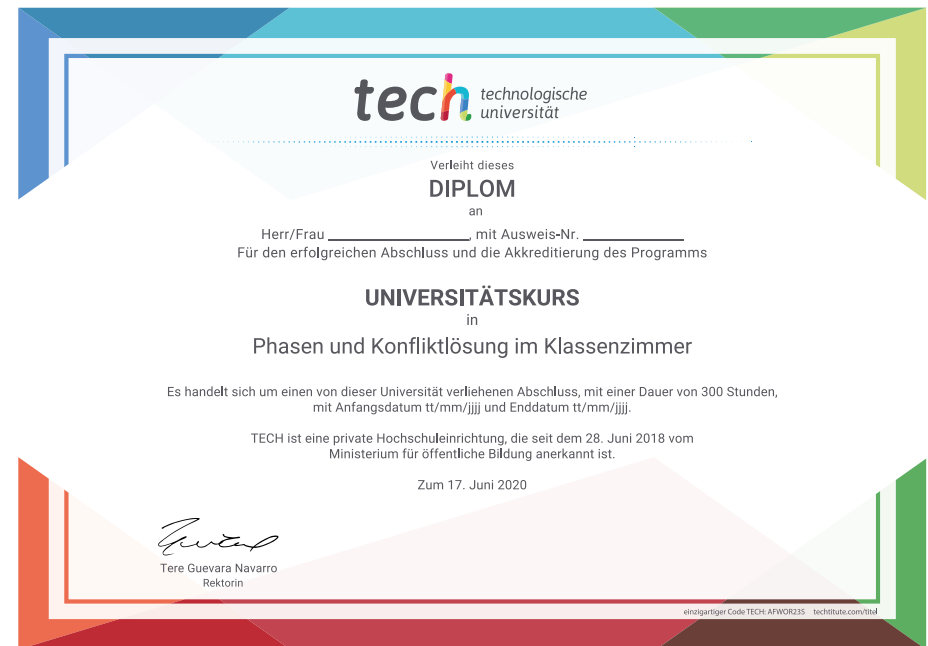 tech technologische
universität
Verleiht dieses
DIPLOM
an
Herr/Frau ____________________, mit Ausweis-Nr. ______________
Für den erfolgreichen Abschluss und die Akkreditierung des Programms
UNIVERSITÄTSKURS
in
Phasen und Konfliktlösung im Klassenzimmer
Es handelt sich um einen von dieser Universität verliehenen Abschluss, mit einer Dauer von 300 Stunden,
mit Anfangsdatum tt/mm/jjjj und Enddatum tt/mm/jjjj.
TECH ist eine private Hochschuleinrichtung, die seit dem 28. Juni 2018 vom
Ministerium für öffentliche Bildung anerkannt ist.
Zum 17. Juni 2020
Tere Guevara Navarro
Rektorin
einzigartiger Code TECH: AFWOR23S techtitute.com/titel